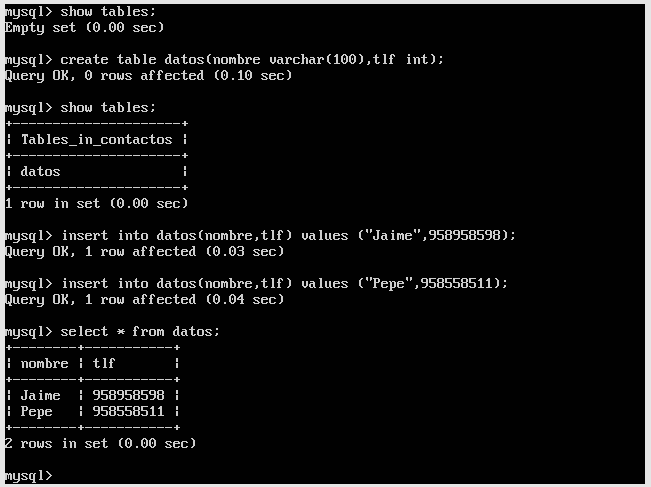 mysql> show tables;
Empty set (0.00 sec)
mysql> create table datos(nombre varchar(100),tlf int);
Query OK, 0 rows affected (0.10 sec)
mysql> show tables;
+---------------------+
¦ Tables_in_contactos ¦
+---------------------+
¦ datos               ¦
+---------------------+
1 row in set (0.00 sec)
mysql> insert into datos(nombre,tlf) values ("Jaime",958958598);
Query OK, 1 row affected (0.03 sec)
mysql> insert into datos(nombre,tlf) values ("Pepe",958558511);
Query OK, 1 row affected (0.04 sec)
mysql> select * from datos;
+--------+-----------+
¦ nombre ¦ tlf       ¦
+--------+-----------+
¦ Jaime  ¦ 958958598 ¦
¦ Pepe   ¦ 958558511 ¦
+--------+-----------+
2 rows in set (0.00 sec)
mysql>